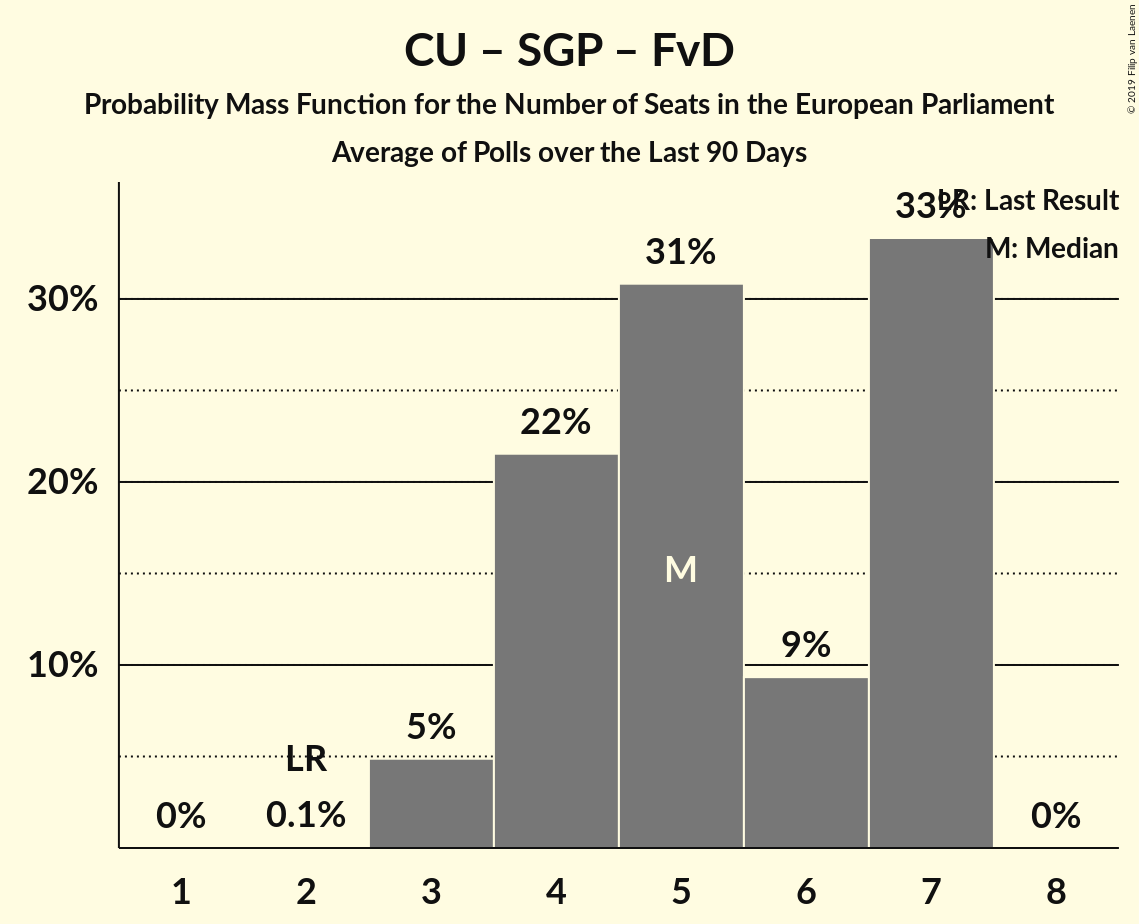 CU – SGP – FvD
Probability Mass Function for the Number of Seats in the European Parliament
Average of Polls over the Last 90 Days
© 2019 Filip van Laenen
LR: Last Result
M: Median
33%
31%
30%
22%
20%
M
9%
10%
5%
LR
0%
0.1%
0%
1 2 3 4 5 6 7 8